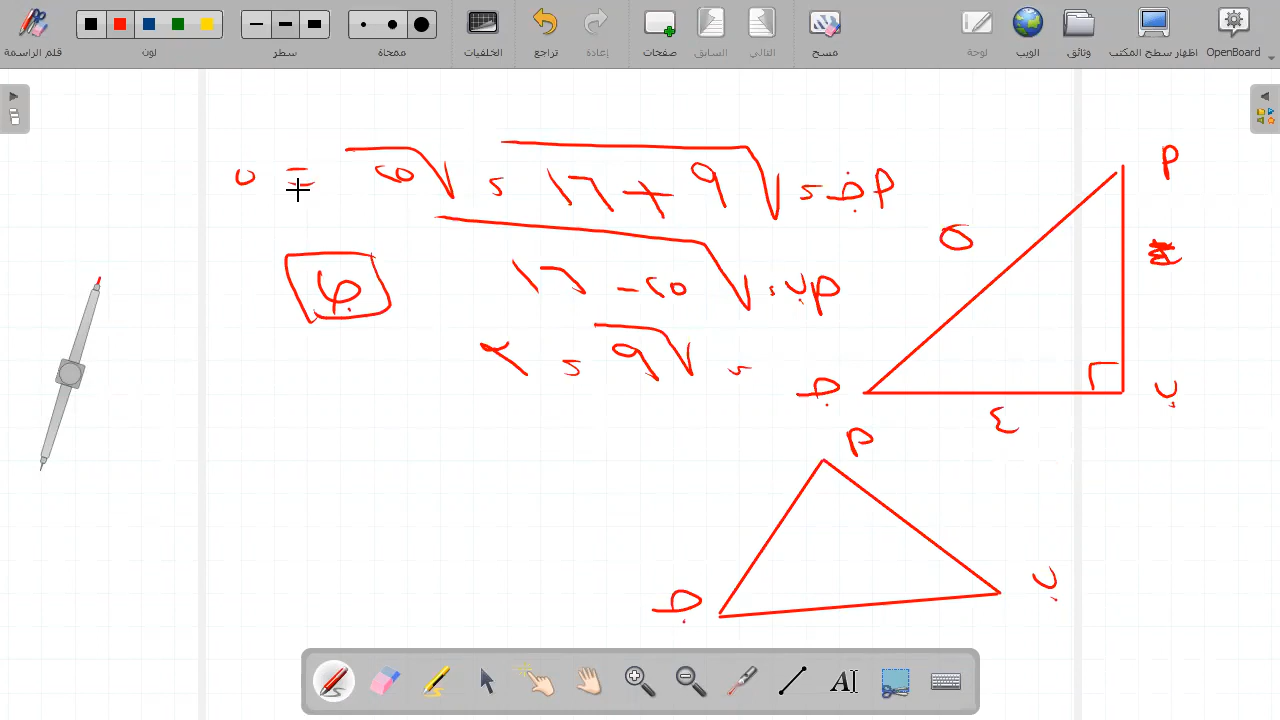 قلم الراسمة
لون
سطر
ممحاة
الخلفيات
تراجع
إعادة
صفحات
السابق
التالي
مسح
لوحة
الويب
وثائق
اظهار سطح المكتب
OpenBoard
أ جـ = √٩ + ١٦ = √٢٥ = ٥
أ ب = √٢٥ - ١٦
= √٩ = ٣
أ
٥
ب
٤
جـ
أ
ب
جـ